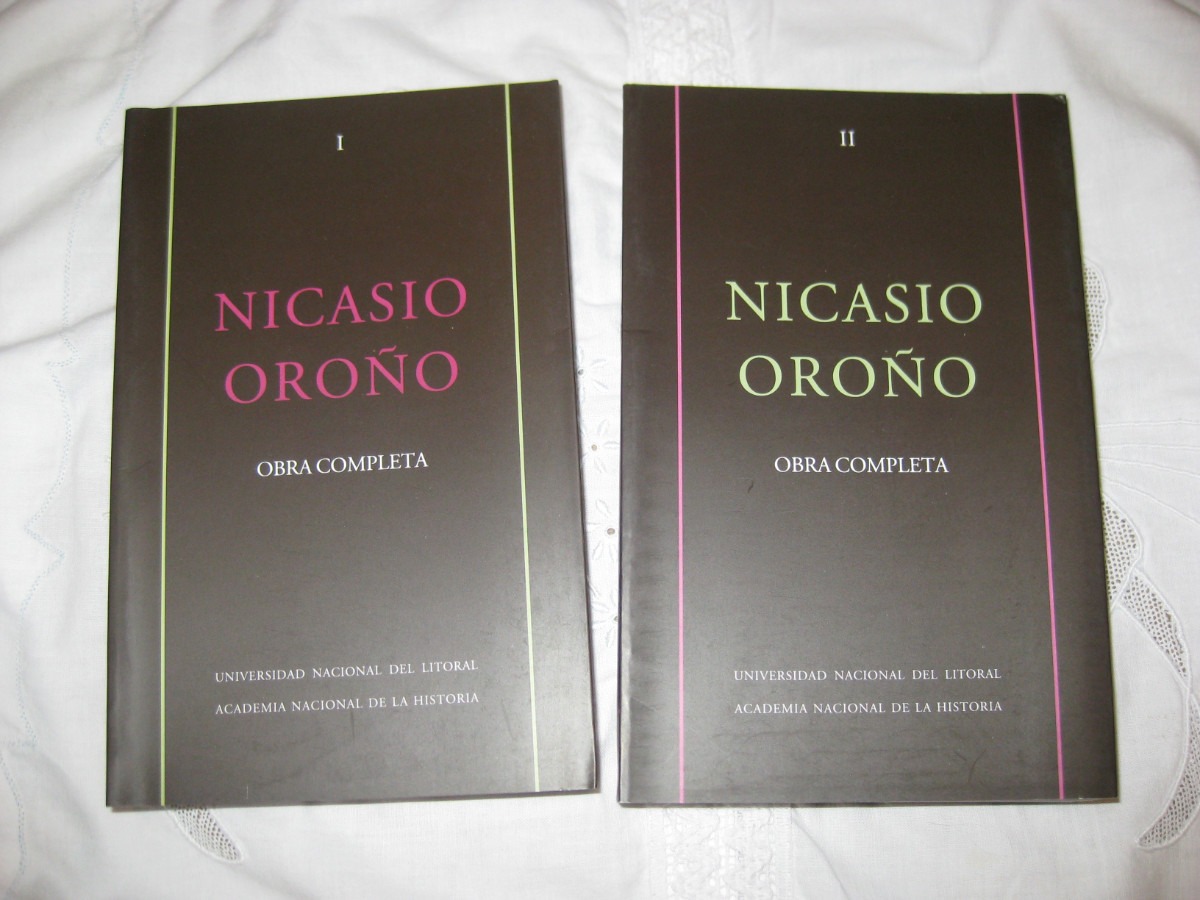 I
NICASIO
OROÑO
OBRA COMPLETA
UNIVERSIDAD NACIONAL DEL LITORAL
ACADEMIA NACIONAL DE LA HISTORIA
II
NICASIO
OROÑO
OBRA COMPLETA
UNIVERSIDAD NACIONAL DEL LITORAL
ACADEMIA NACIONAL DE LA HISTORIA